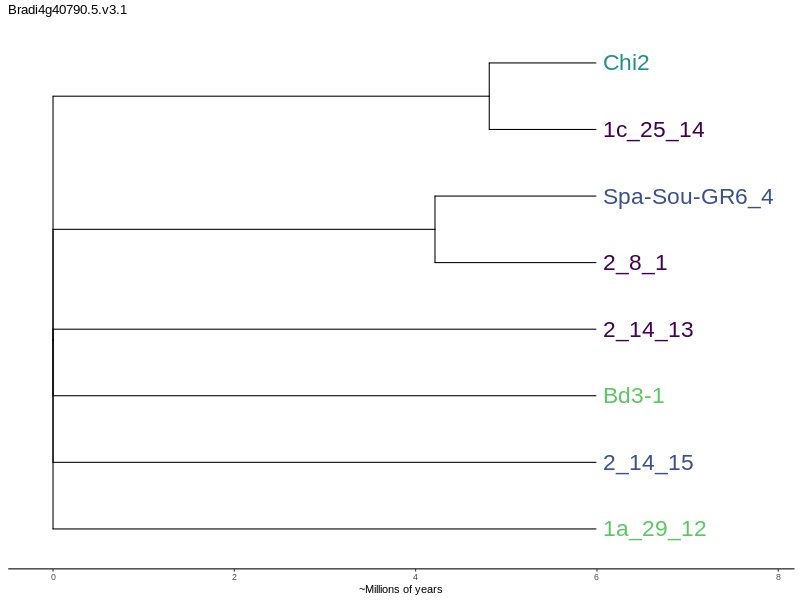 Bradi4g40790.5.v3.1
Chi2
1c_25_14
Spa-Sou-GR6_4
2_8_1
2_14_13
Bd3-1
2_14_15
1a_29_12
0 2 4 6 8
~Millions of years